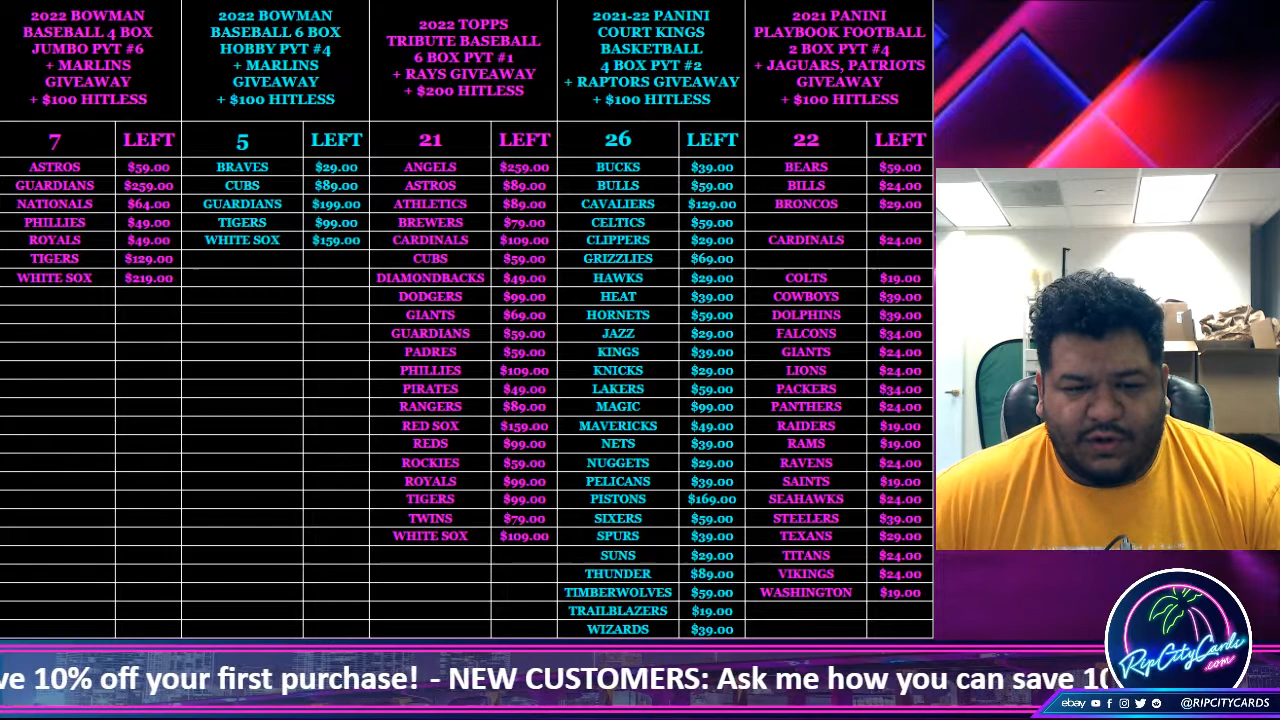 2022 BOWMAN
BASEBALL 4 BOX
JUMBO PYT #6
+ MARLINS
GIVEAWAY
+ $100 HITLESS
7 LEFT
ASTROS $59.00
GUARDIANS $259.00
NATIONALS $64.00
PHILLIES $49.00
ROYALS $49.00
TIGERS $129.00
WHITE SOX $219.00
2022 BOWMAN
BASEBALL 6 BOX
HOBBY PYT #4
+ MARLINS
GIVEAWAY
+ $100 HITLESS
5 LEFT
BRAVES $29.00
CUBS $89.00
GUARDIANS $199.00
TIGERS $99.00
WHITE SOX $159.00
2022 TOPPS
TRIBUTE BASEBALL
6 BOX PYT #1
+ RAYS GIVEAWAY
+ $200 HITLESS
21 LEFT
ANGELS $259.00
ASTROS $89.00
ATHLETICS $89.00
BREWERS $79.00
CARDINALS $109.00
CUBS $59.00
DIAMONDBACKS $49.00
DODGERS $99.00
GIANTS $69.00
GUARDIANS $59.00
PADRES $59.00
PHILLIES $109.00
PIRATES $49.00
RANGERS $89.00
RED SOX $159.00
REDS $99.00
ROCKIES $59.00
ROYALS $99.00
TIGERS $99.00
TWINS $79.00
WHITE SOX $109.00
2021-22 PANINI
COURT KINGS
BASKETBALL
4 BOX PYT #2
+ RAPTORS GIVEAWAY
+ $100 HITLESS
26 LEFT
BUCKS $39.00
BULLS $59.00
CAVALIERS $129.00
CELTICS $59.00
CLIPPERS $29.00
GRIZZLIES $69.00
HAWKS $29.00
HEAT $39.00
HORNETS $59.00
JAZZ $29.00
KINGS $39.00
KNICKS $29.00
LAKERS $59.00
MAGIC $99.00
MAVERICKS $49.00
NETS $39.00
NUGGETS $29.00
PELICANS $39.00
PISTONS $169.00
SIXERS $59.00
SPURS $39.00
SUNS $29.00
THUNDER $89.00
TIMBERWOLVES $59.00
TRAILBLAZERS $19.00
WIZARDS $39.00
2021 PANINI
PLAYBOOK FOOTBALL
2 BOX PYT #4
+ JAGUARS, PATRIOTS
GIVEAWAY
+ $100 HITLESS
22 LEFT
BEARS $59.00
BILLS $24.00
BRONCOS $29.00
CARDINALS $24.00
COLTS $19.00
COWBOYS $39.00
DOLPHINS $39.00
FALCONS $34.00
GIANTS $24.00
LIONS $24.00
PACKERS $34.00
PANTHERS $24.00
RAIDERS $19.00
RAMS $19.00
RAVENS $24.00
SAINTS $19.00
SEAHAWKS $24.00
STEELERS $39.00
TEXANS $29.00
TITANS $24.00
VIKINGS $24.00
WASHINGTON $19.00
ve 10% off your first purchase! - NEW CUSTOMERS: Ask me how you can save 10
RipCityCards
.com
ebay @RIPCITYCARDS